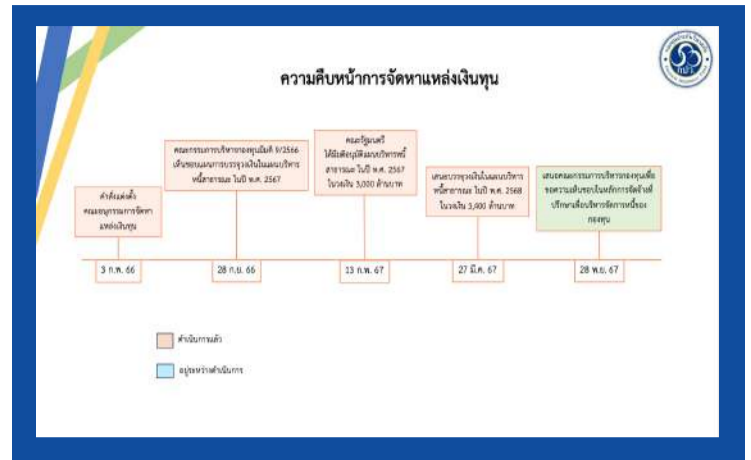 ความคืบหน้าการจัดหาแหล่งเงินทุน
คำสั่งแต่งตั้ง
คณะอนุกรรมการจัดหา
แหล่งเงินทุน
3 ก.พ. 66
คณะกรรมการบริหารกองทุนมีมติ 9/2566
เห็นชอบแผนการบรรจุวงเงินในแผนบริหาร
หนี้สาธารณะ ในปี พ.ศ. 2567
28 ก.ย. 66
คณะรัฐมนตรี
ได้มีมติอนุมัติแผนบริหารหนี้
สาธารณะ ในปี พ.ศ. 2567
ในวงเงิน 3,000 ล้านบาท
13 ก.พ. 67
เสนอบรรจุวงเงินในแผนบริหาร
หนี้สาธารณะ ในปี พ.ศ. 2568
ในวงเงิน 3,400 ล้านบาท
27 มี.ค. 67
เสนอคณะกรรมการบริหารกองทุนเพื่อ
ขอความเห็นชอบในหลักการจัดจ้างที่
ปรึกษาเพื่อบริหารจัดการหนี้ของ
กองทุน
28 พ.ย. 67
ดำเนินการแล้ว
อยู่ระหว่างดำเนินการ